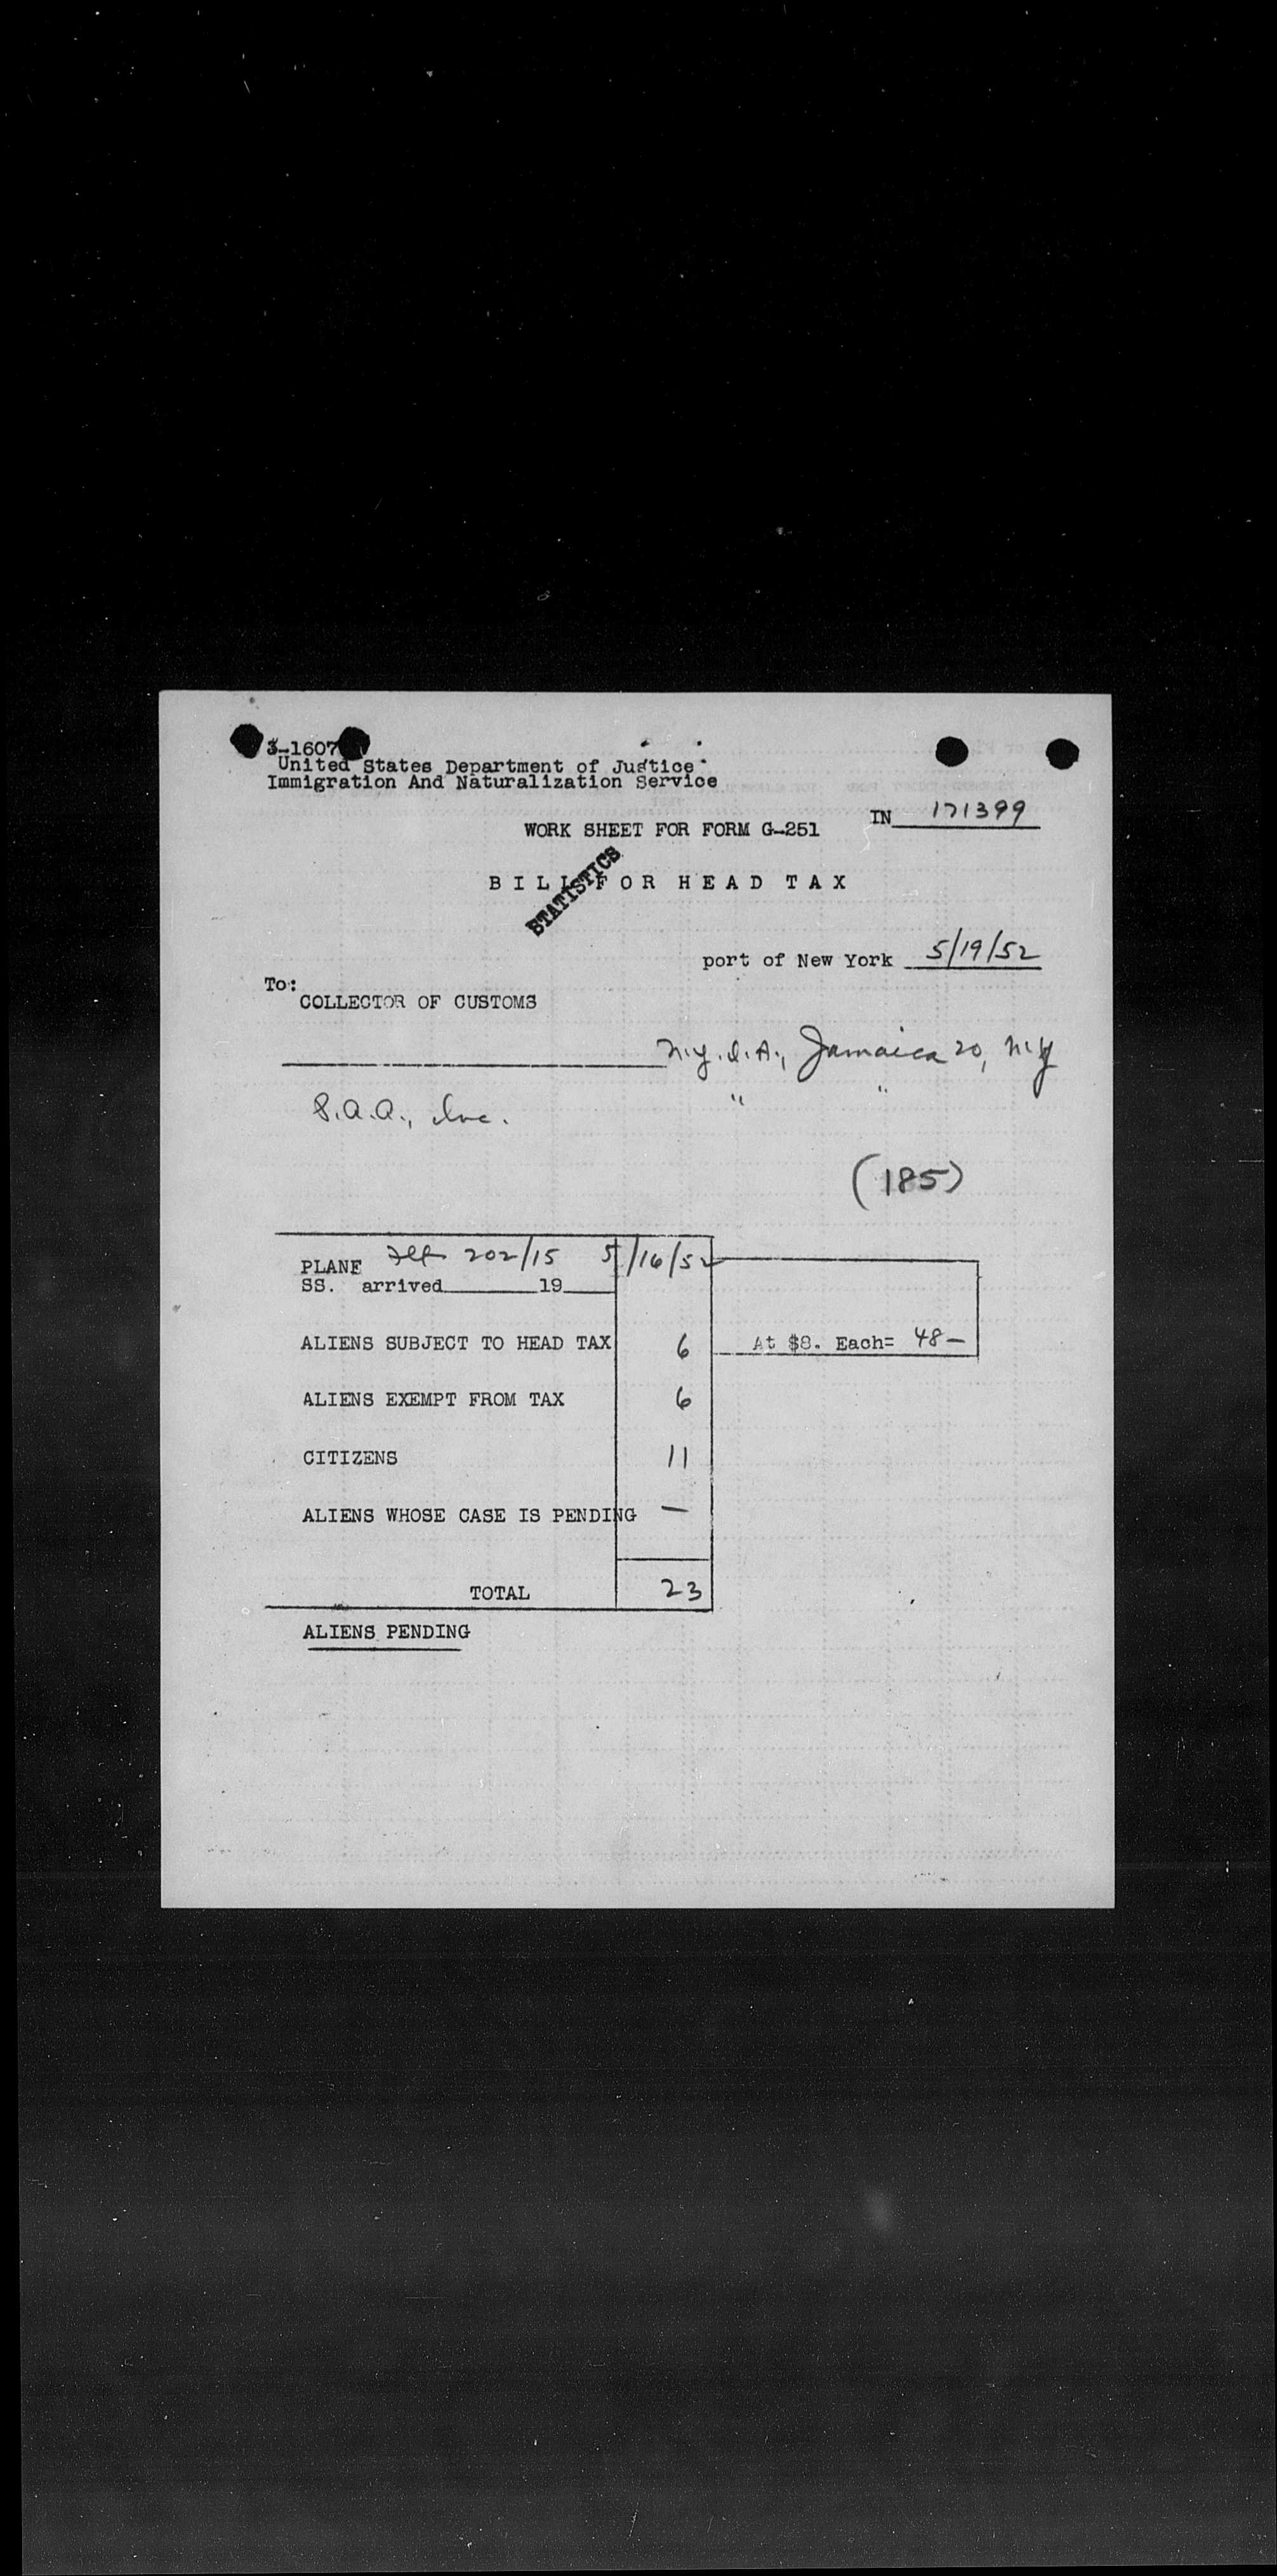 3-1607
United States Department of Justice
Immigration And Naturalization Service
IN 171399
WORK SHEET FOR FORM G-251
BILL FOR HEAD TAX
STATISTICS
port of New York 5/19/52
To:
COLLECTOR OF CUSTOMS
N.Y.I.A., Jamaica 20, N.Y
" "
P.A.A., Inc.
(185)
PLANE Flt 202/15 5/16/52
SS. arrived 19
ALIENS SUBJECT TO HEAD TAX 6 At $8. Each= 48—
ALIENS EXEMPT FROM TAX 6
CITIZENS 11
ALIENS WHOSE CASE IS PENDING —
TOTAL 23
ALIENS PENDING